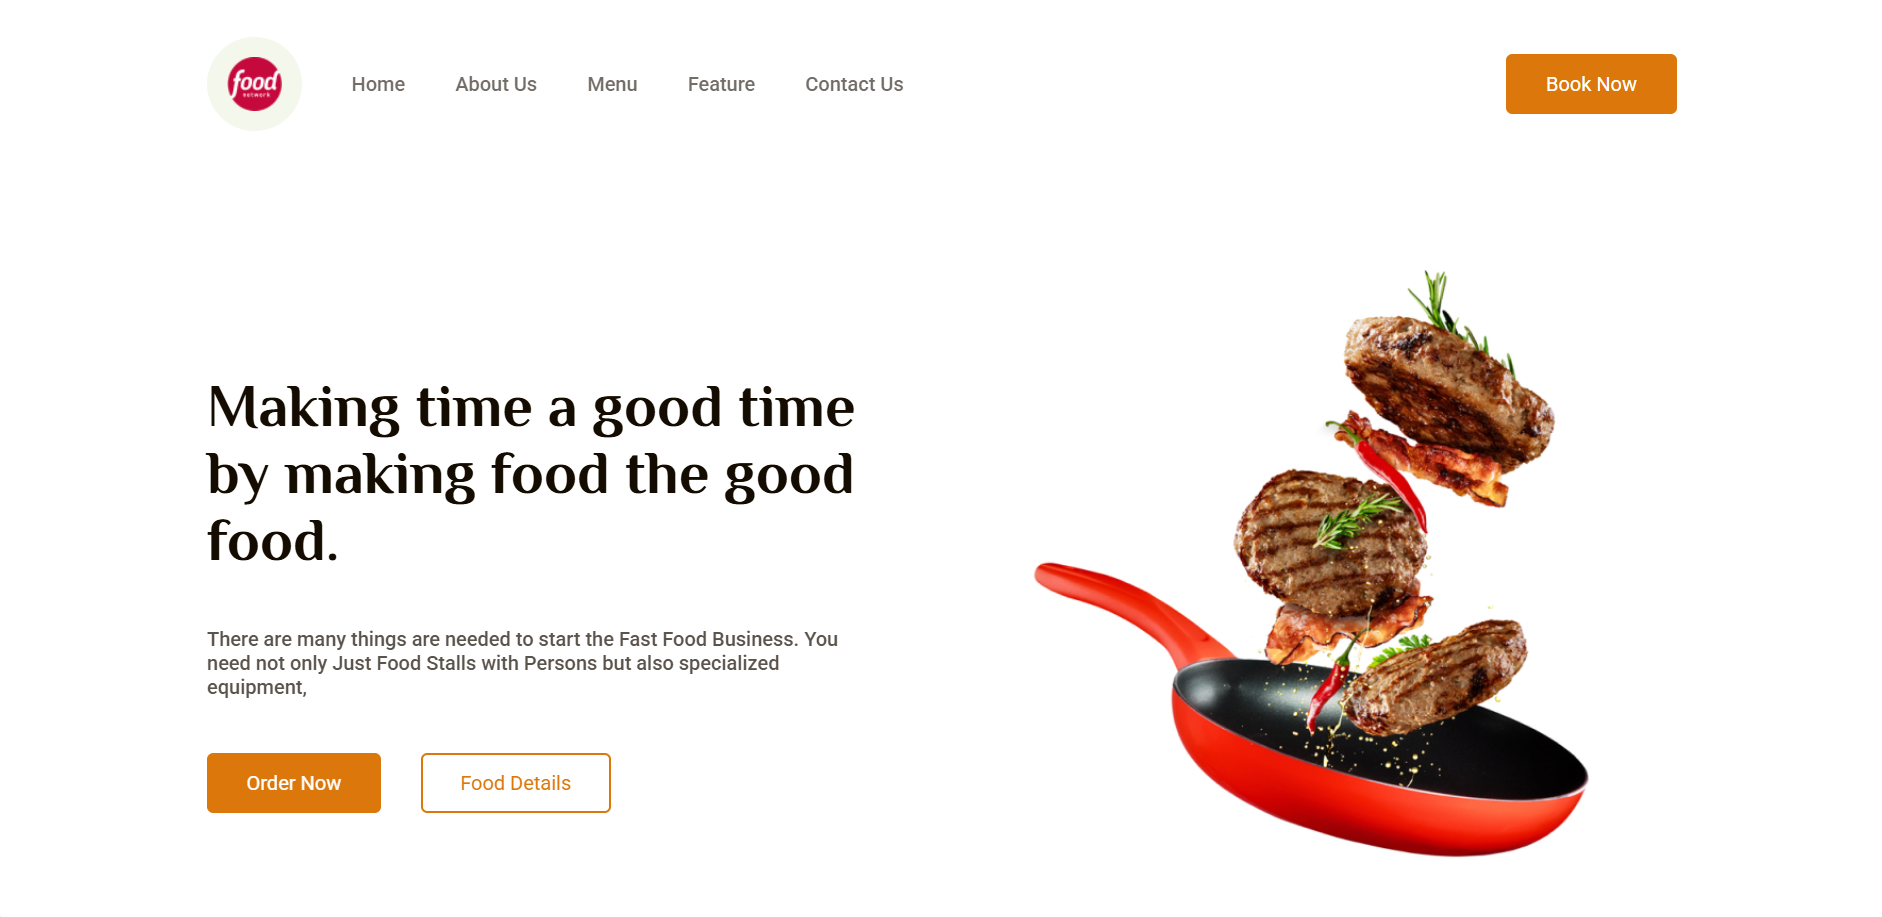 food
network
Home
About Us
Menu
Feature
Contact Us
Book Now
Making time a good time
by making food the good
food.
There are many things are needed to start the Fast Food Business. You
need not only Just Food Stalls with Persons but also specialized
equipment,
Order Now
Food Details